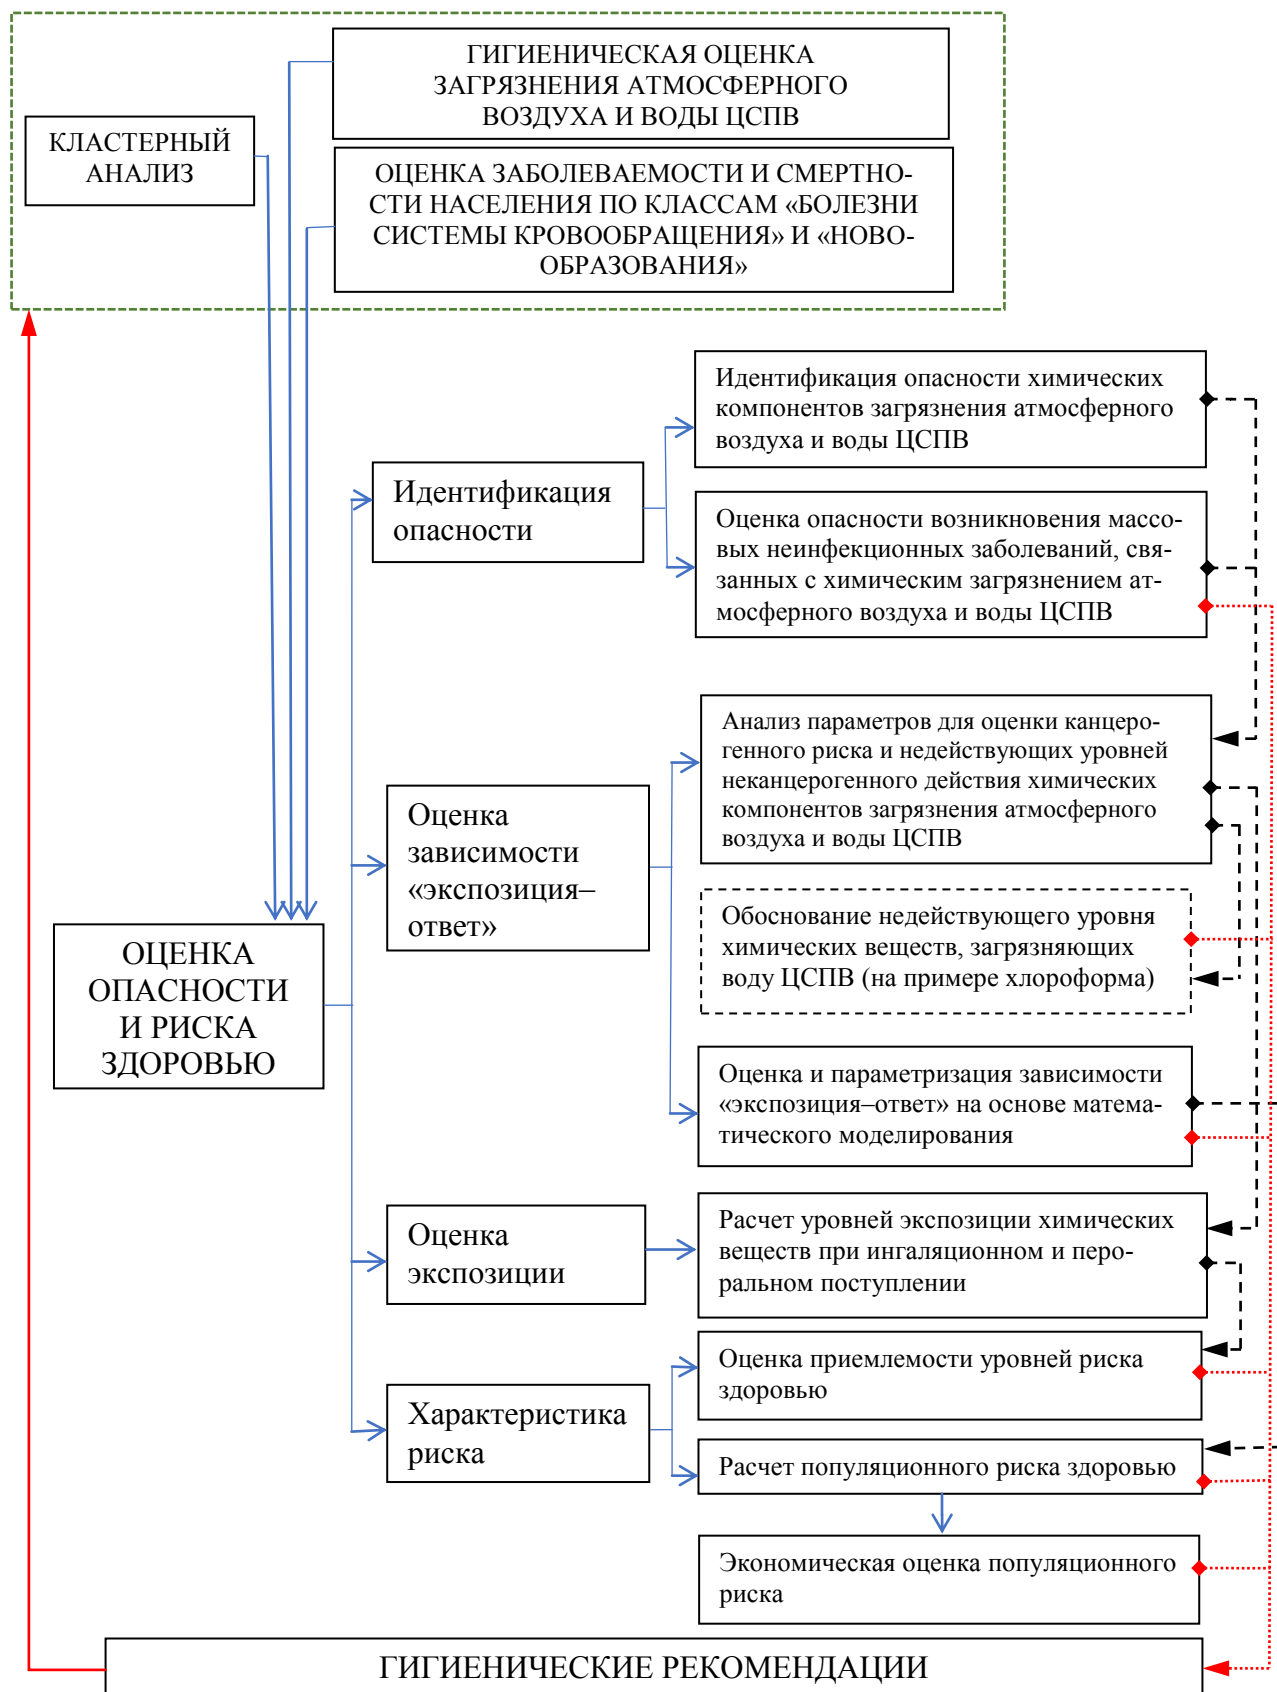 ГИГИЕНИЧЕСКАЯ ОЦЕНКА
ЗАГРЯЗНЕНИЯ АТМОСФЕРНОГО
ВОЗДУХА И ВОДЫ ЦСПВ
КЛАСТЕРНЫЙ
АНАЛИЗ
ОЦЕНКА ЗАБОЛЕВАЕМОСТИ И СМЕРТНО-
СТИ НАСЕЛЕНИЯ ПО КЛАССАМ «БОЛЕЗНИ
СИСТЕМЫ КРОВООБРАЩЕНИЯ» И «НОВО-
ОБРАЗОВАНИЯ»
Идентификация опасности химических
компонентов загрязнения атмосферного
воздуха и воды ЦСПВ
Идентификация
опасности
Оценка опасности возникновения массо-
вых неинфекционных заболеваний, свя-
занных с химическим загрязнением ат-
мосферного воздуха и воды ЦСПВ
Анализ параметров для оценки канцеро-
генного риска и недействующих уровней
неканцерогенного действия химических
компонентов загрязнения атмосферного
воздуха и воды ЦСПВ
Оценка
зависимости
«экспозиция–
ответ»
Обоснование недействующего уровня
химических веществ, загрязняющих
воду ЦСПВ (на примере хлороформа)
ОЦЕНКА
ОПАСНОСТИ
И РИСКА
ЗДОРОВЬЮ
Оценка и параметризация зависимости
«экспозиция–ответ» на основе матема-
тического моделирования
Оценка
экспозиции
Расчет уровней экспозиции химических
веществ при ингаляционном и перо-
ральном поступлении
Оценка приемлемости уровней риска
здоровью
Характеристика
риска
Расчет популяционного риска здоровью
Экономическая оценка популяционного
риска
ГИГИЕНИЧЕСКИЕ РЕКОМЕНДАЦИИ